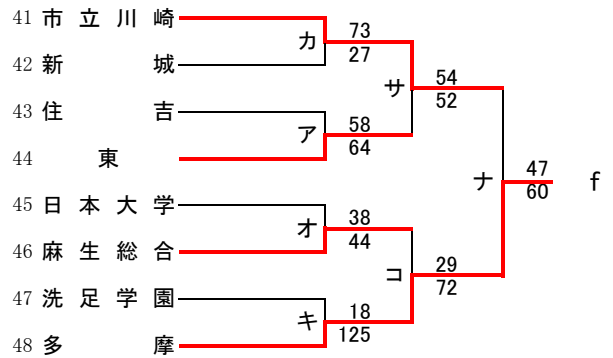 41 市立川崎
カ 73
27
42 新城
サ 54
52
43 住吉
ア 58
64
44 東
ナ 47
60 f
45 日本大学
オ 38
44
46 麻生総合
コ 29
72
47 洗足学園
キ 18
125
48 多摩